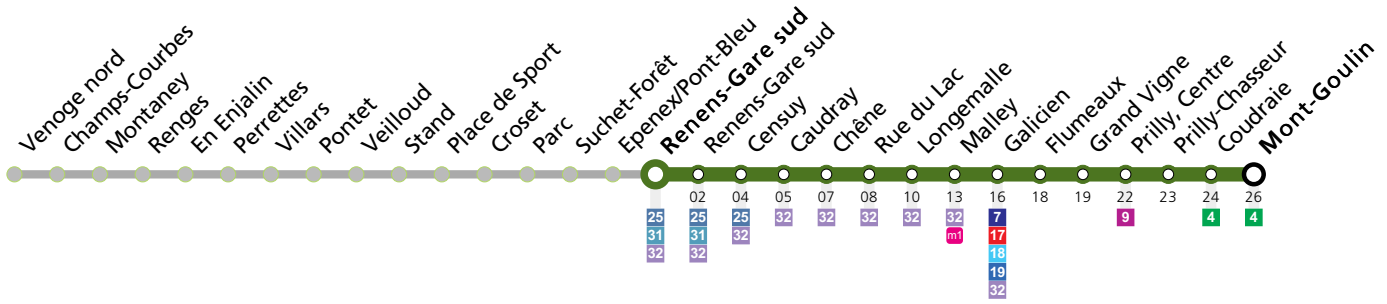 Venoge nord
Champs-Courbes
Montaney
Renges
En Enjalin
Perrettes
Villars
Pontet
Veilloud
Stand
Place de Sport
Croset
Parc
Suchet-Forêt
Epenex/Pont-Bleu
Renens-Gare sud
Renens-Gare sud
Censuy
Caudray
Chêne
Rue du Lac
Longemalle
Malley
Galicien
Flumeaux
Grand Vigne
Prilly, Centre
Prilly-Chasseur
Coudraie
Mont-Goulin
02 04 05 07 08 10 13 16 18 19 22 23 24 26
25 25 25 32 32 32 32 32 7 9 4 4
31 31 32 m1 17
32 32 18
19
32